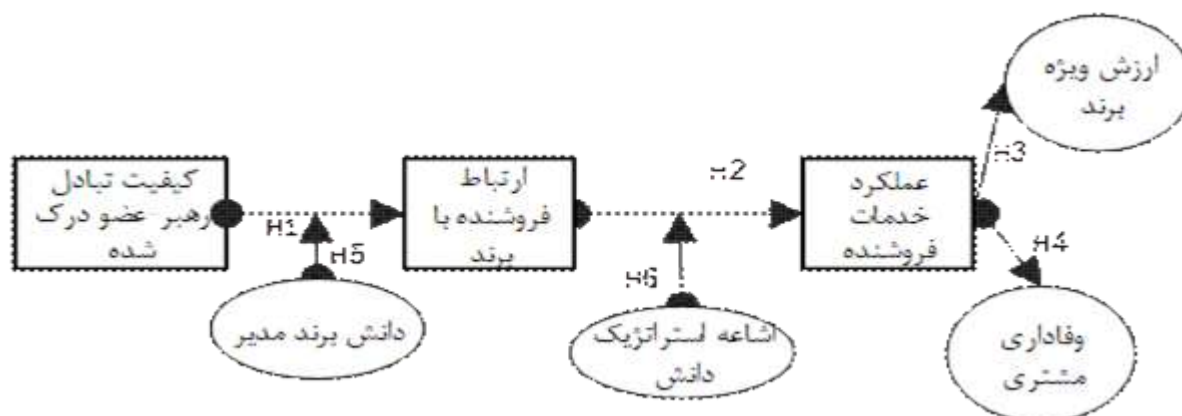 کیفیت تبادل
رهبر عضو درک
شده
H1
H5
دانش برند مدیر
ارتباط
فروشنده با
برند
H2
H6
اشاعه استراتژیک
دانش
عملکرد
خدمات
فروشنده
H3
ارزش ویژه
برند
H4
وفاداری
مشتری